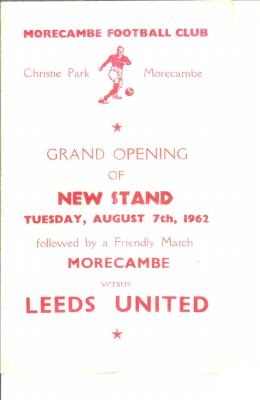 MORECAMBE FOOTBALL CLUB
Christie Park Morecambe
GRAND OPENING
OF
NEW STAND
TUESDAY, AUGUST 7th, 1962
followed by a Friendly Match
MORECAMBE
versus
LEEDS UNITED